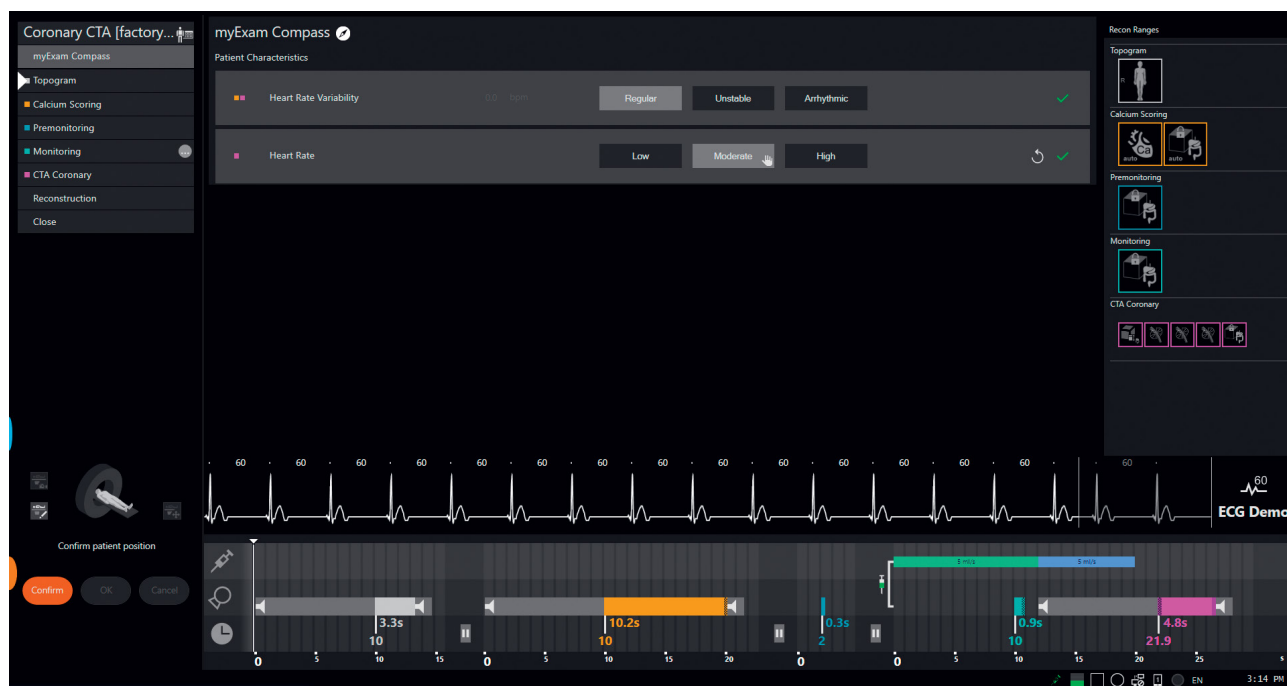 Coronary CTA [factory...
myExam Compass
Topogram
Calcium Scoring
Premonitoring
Monitoring
CTA Coronary
Reconstruction
Close
Confirm patient position
Confirm
OK
Cancel
myExam Compass
Patient Characteristics
Heart Rate Variability
0.0 bpm
Regular
Unstable
Arrhythmic
Heart Rate
Low
Moderate
High
Recon Ranges
Topogram
R
Calcium Scoring
Ca
auto
auto
Premonitoring
Monitoring
CTA Coronary
60 60 60 60 60 60 60 60 60 60 60 60 60 60 60
60
ECG Demo
5 ml/s 5 ml/s
3.3s 10.2s 0.3s 0.9s 4.8s
10 10 2 10 21.9
0 5 10 15 0 5 10 15 20 0 0 5 10 15 20 25 s
EN 3:14 PM